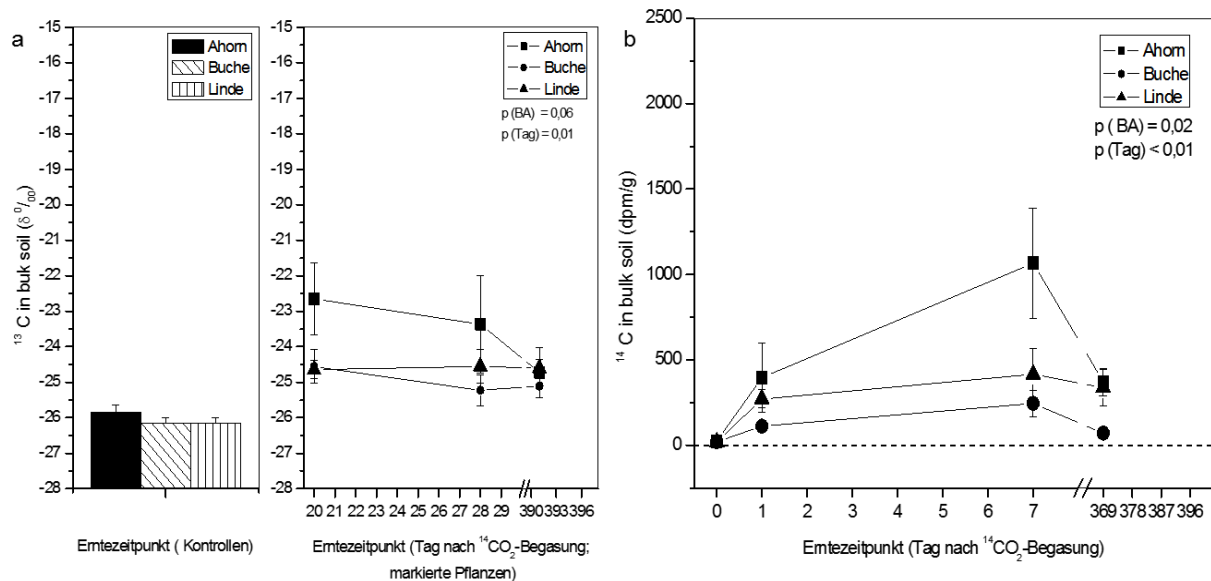 a
-15
-16
-17
-18
-19
-20
-21
-22
-23
-24
-25
-26
-27
-28
¹³ C in buk soil (δ ⁰/₀₀)
Ahorn
Buche
Linde
Erntezeitpunkt ( Kontrollen)
-15
-16
-17
-18
-19
-20
-21
-22
-23
-24
-25
-26
-27
-28
Ahorn
Buche
Linde
p (BA) = 0,06
p (Tag) = 0,01
20 21 22 23 24 25 26 27 28 29 390 393 396
Erntezeitpunkt (Tag nach ¹⁴CO₂-Begasung;
markierte Pflanzen)
b
2500
2000
1500
1000
500
0
¹⁴ C in bulk soil (dpm/g)
Ahorn
Buche
Linde
p ( BA) = 0,02
p (Tag) < 0,01
0 1 2 3 4 5 6 7 369 378 387 396
Erntezeitpunkt (Tag nach ¹⁴CO₂-Begasung)